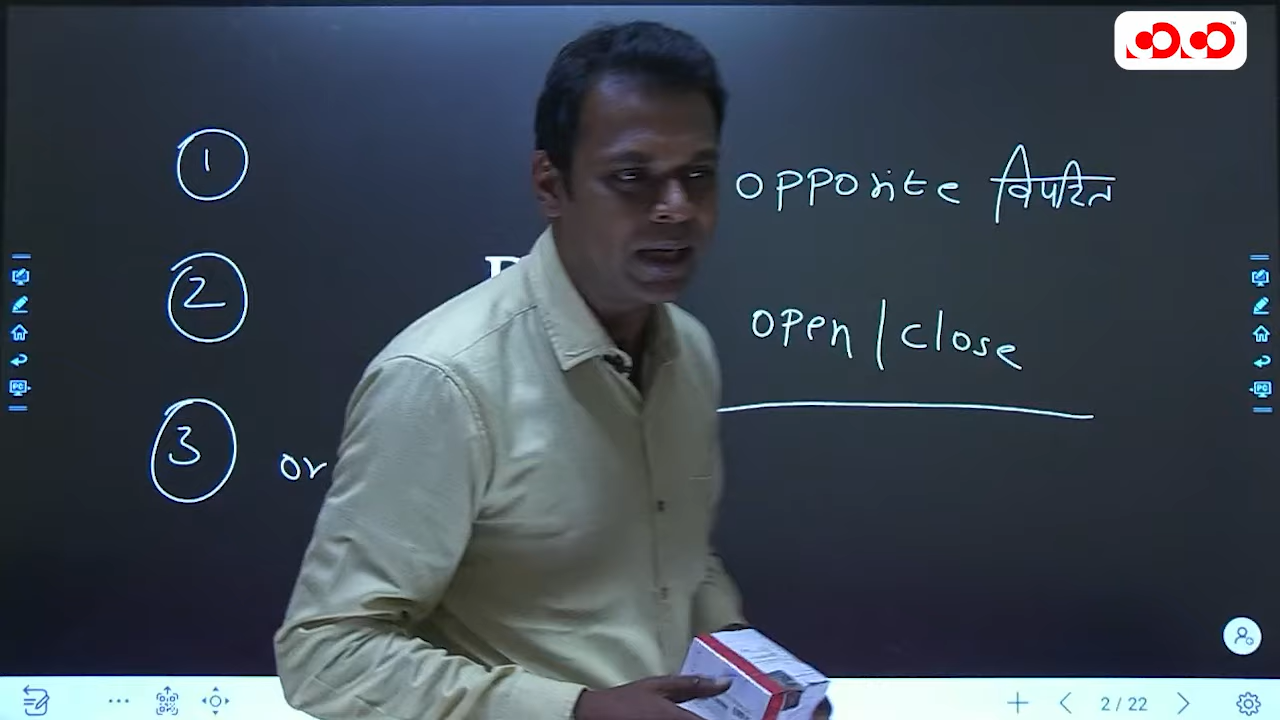 1
opposite विपरित
2
open / close
3 or
2 / 22